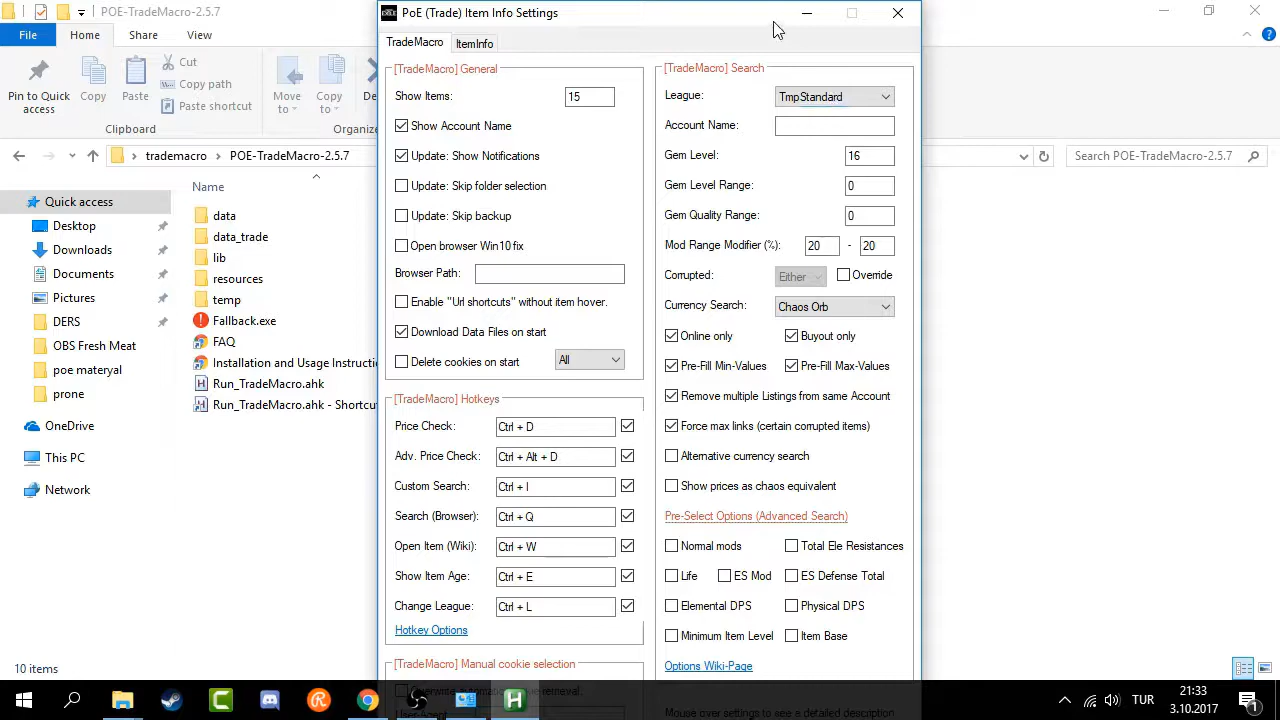 POE-TradeMacro-2.5.7
File
Home
Share
View
Pin to Quick access
Copy
Paste
Cut
Copy path
Paste shortcut
Clipboard
Move to
Copy to
Organize
trademacro > POE-TradeMacro-2.5.7
Search POE-TradeMacro-2.5.7
Quick access
Desktop
Downloads
Documents
Pictures
DERS
OBS Fresh Meat
poe materyal
prone
OneDrive
This PC
Network
Name
data
data_trade
lib
resources
temp
Fallback.exe
FAQ
Installation and Usage Instructio
Run_TradeMacro.ahk
Run_TradeMacro.ahk - Shortcu
10 items
PoE (Trade) Item Info Settings
TradeMacro
ItemInfo
[TradeMacro] General
Show Items: 15
Show Account Name
Update: Show Notifications
Update: Skip folder selection
Update: Skip backup
Open browser Win10 fix
Browser Path:
Enable "Url shortcuts" without item hover.
Download Data Files on start
Delete cookies on start All
[TradeMacro] Hotkeys
Price Check: Ctrl + D
Adv. Price Check: Ctrl + Alt + D
Custom Search: Ctrl + I
Search (Browser): Ctrl + Q
Open Item (Wiki): Ctrl + W
Show Item Age: Ctrl + E
Change League: Ctrl + L
Hotkey Options
[TradeMacro] Manual cookie selection
[TradeMacro] Search
League: TmpStandard
Account Name:
Gem Level: 16
Gem Level Range: 0
Gem Quality Range: 0
Mod Range Modifier (%): 20 - 20
Corrupted: Either Override
Currency Search: Chaos Orb
Online only Buyout only
Pre-Fill Min-Values Pre-Fill Max-Values
Remove multiple Listings from same Account
Force max links (certain corrupted items)
Alternative currency search
Show prices as chaos equivalent
Pre-Select Options (Advanced Search)
Normal mods Total Ele Resistances
Life ES Mod ES Defense Total
Elemental DPS Physical DPS
Minimum Item Level Item Base
Options Wiki-Page
Mouse over settings to see a detailed description
TUR
21:33
3.10.2017